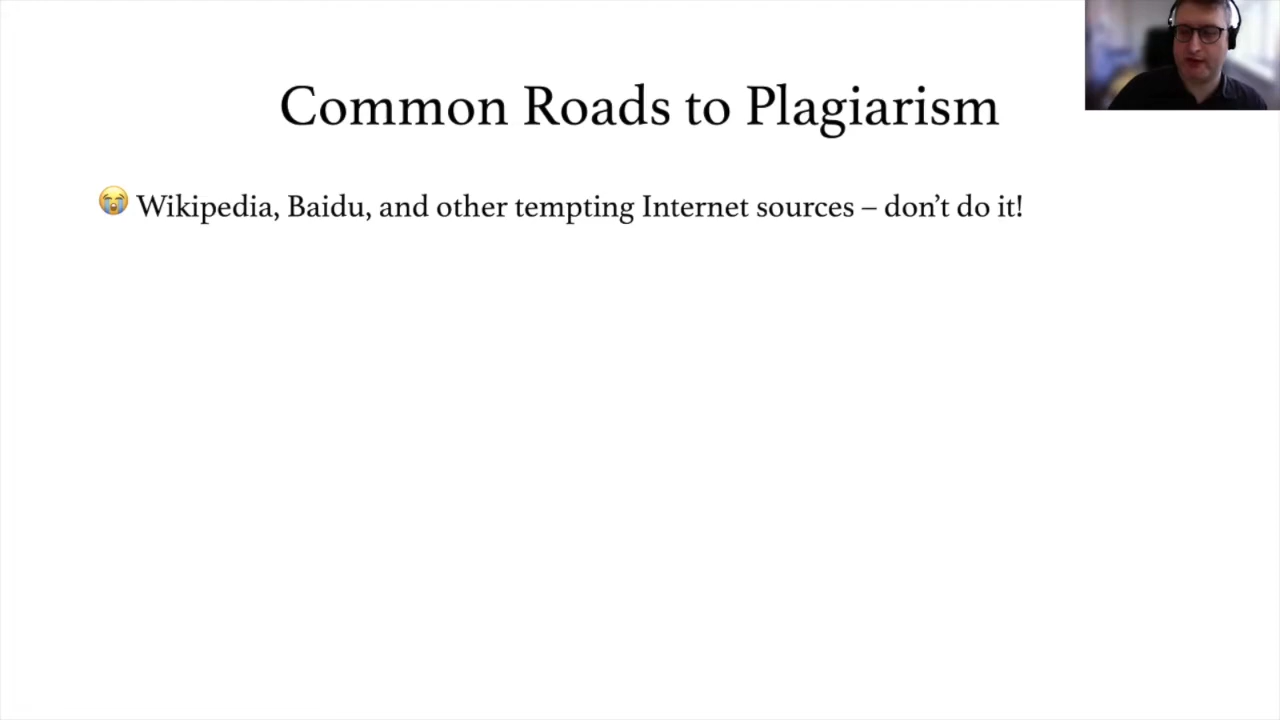 Common Roads to Plagiarism
😭 Wikipedia, Baidu, and other tempting Internet sources – don’t do it!